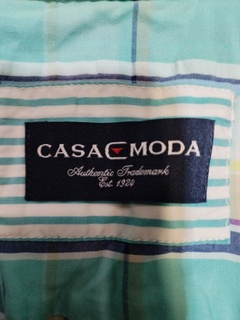 CASA MODA
Authentic Trademark
Est. 1924